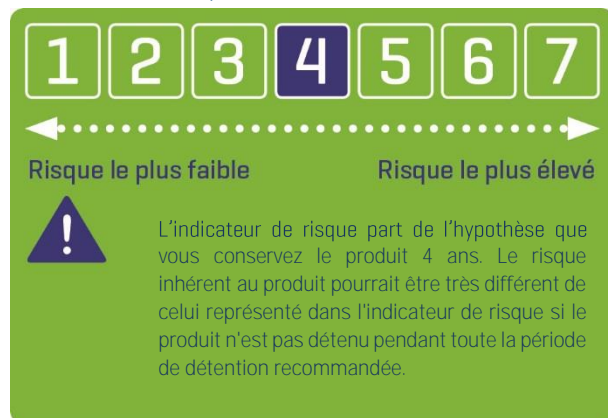 1 2 3 4 5 6 7
Risque le plus faible Risque le plus élevé
!
L'indicateur de risque part de l'hypothèse que
vous conservez le produit 4 ans. Le risque
inhérent au produit pourrait être très différent de
celui représenté dans l'indicateur de risque si le
produit n'est pas détenu pendant toute la période
de détention recommandée.